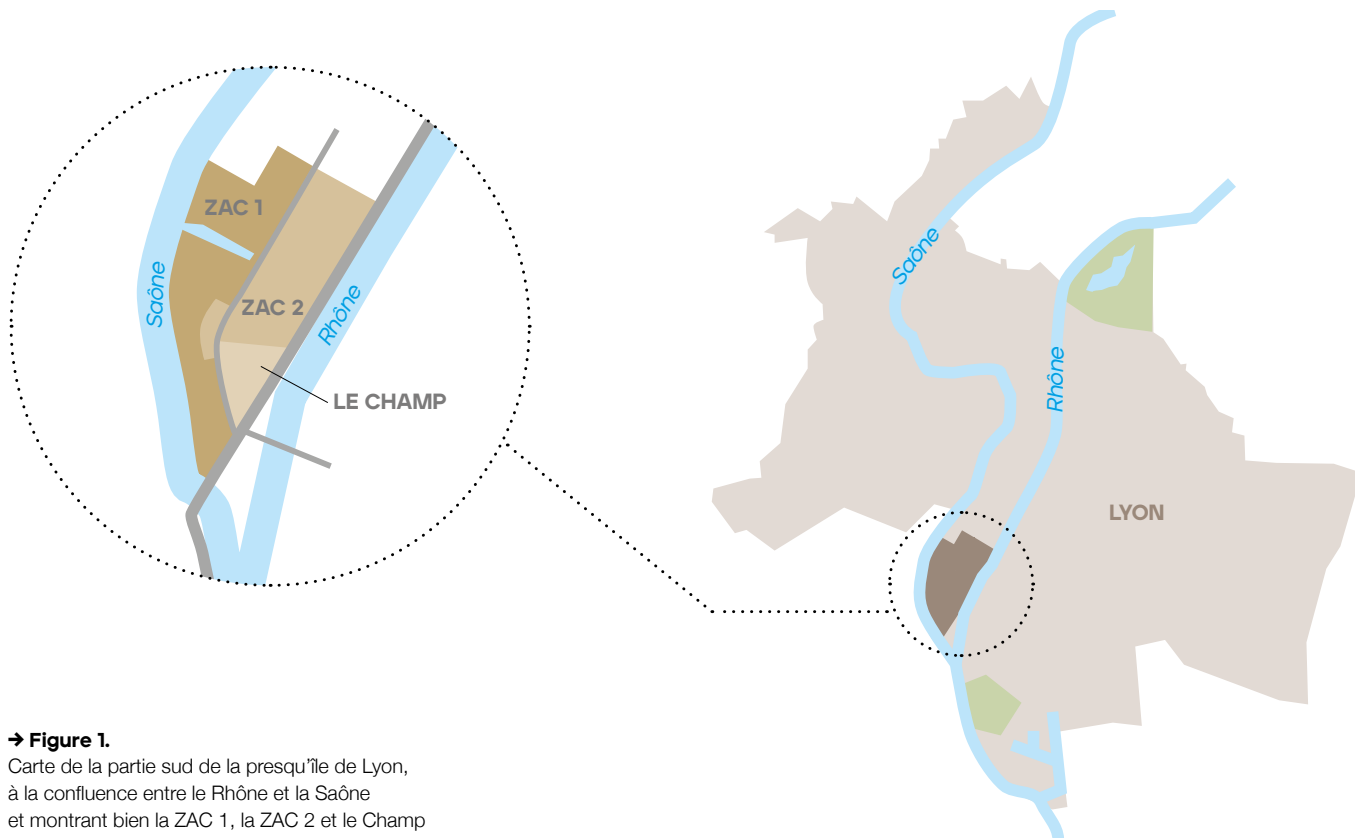 ZAC 1
Saône
ZAC 2
Rhône
LE CHAMP
Saône
Rhône
LYON
→ Figure 1.
Carte de la partie sud de la presqu'île de Lyon,
à la confluence entre le Rhône et la Saône
et montrant bien la ZAC 1, la ZAC 2 et le Champ